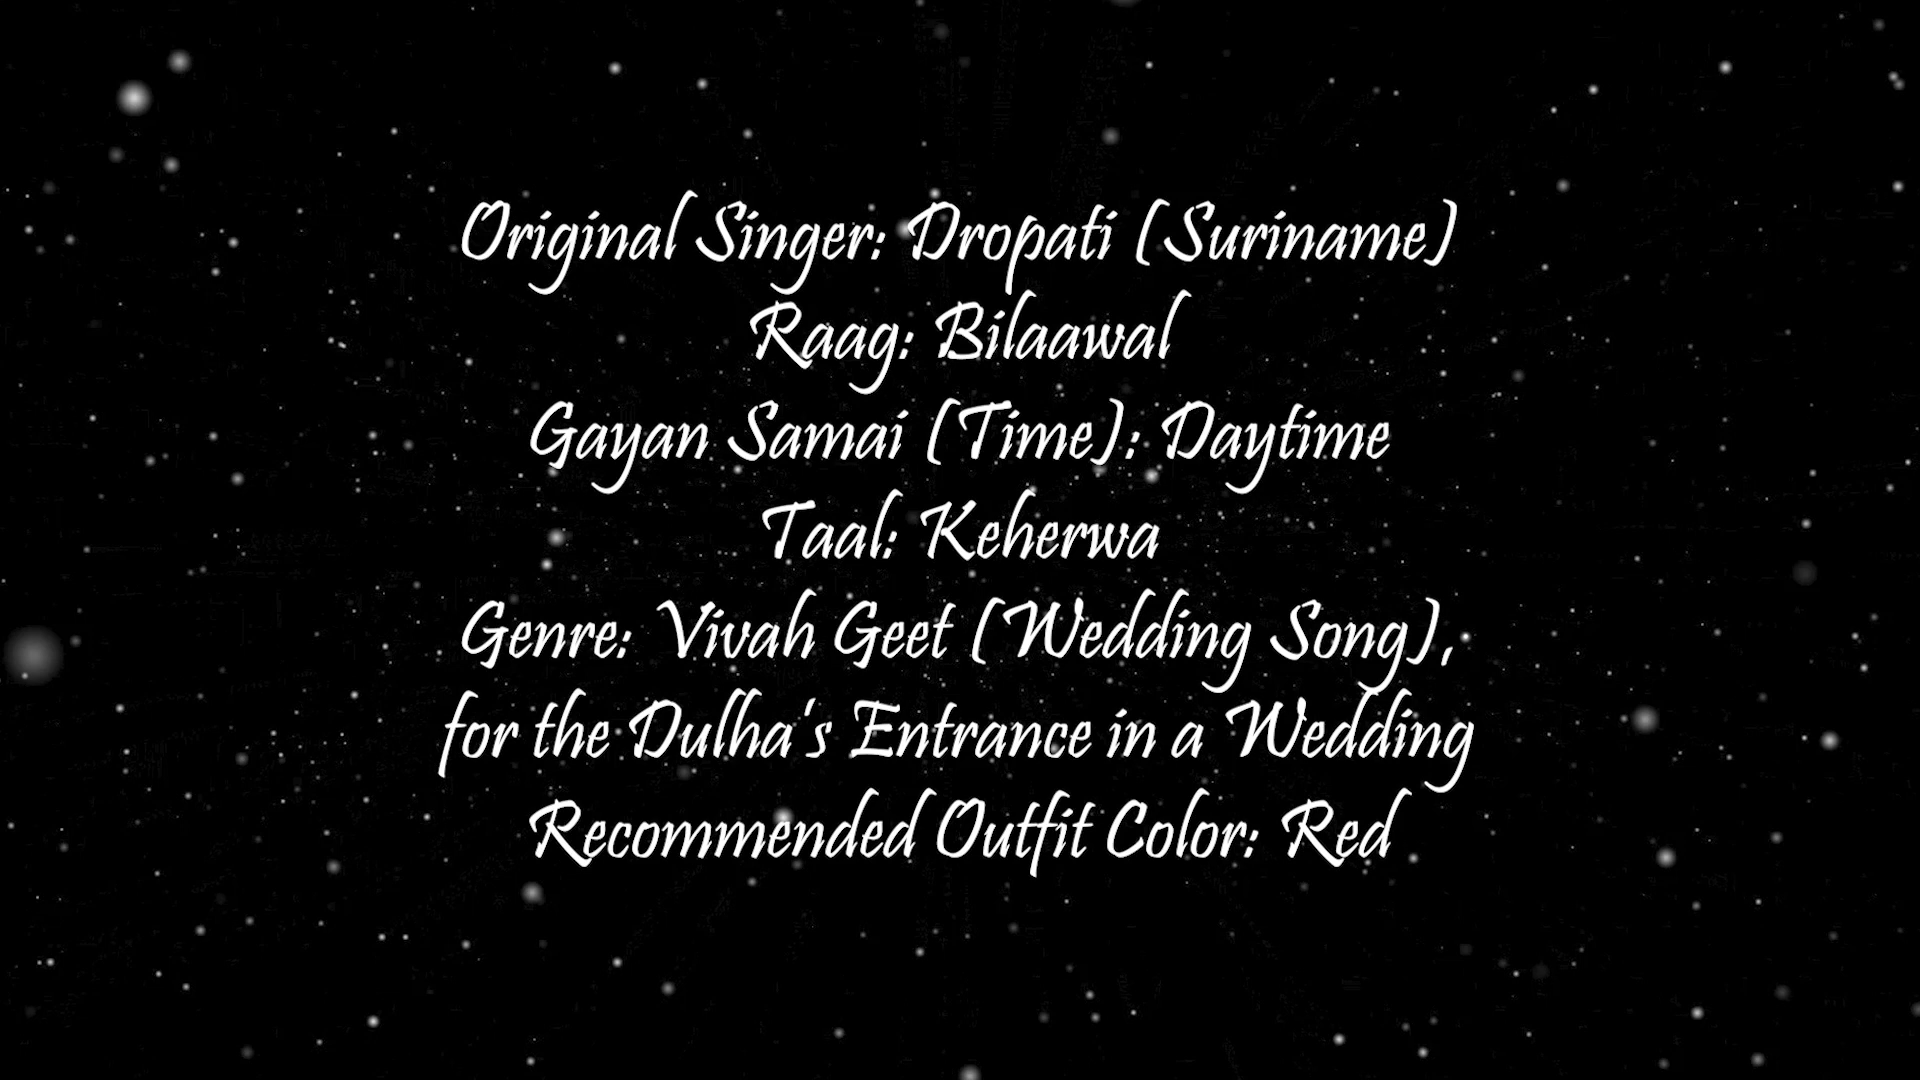 Original Singer: Dropati (Suriname)
Raag: Bilaawal
Gayan Samai (Time): Daytime
Taal: Keherwa
Genre: Vivah Geet (Wedding Song),
for the Dulha's Entrance in a Wedding
Recommended Outfit Color: Red